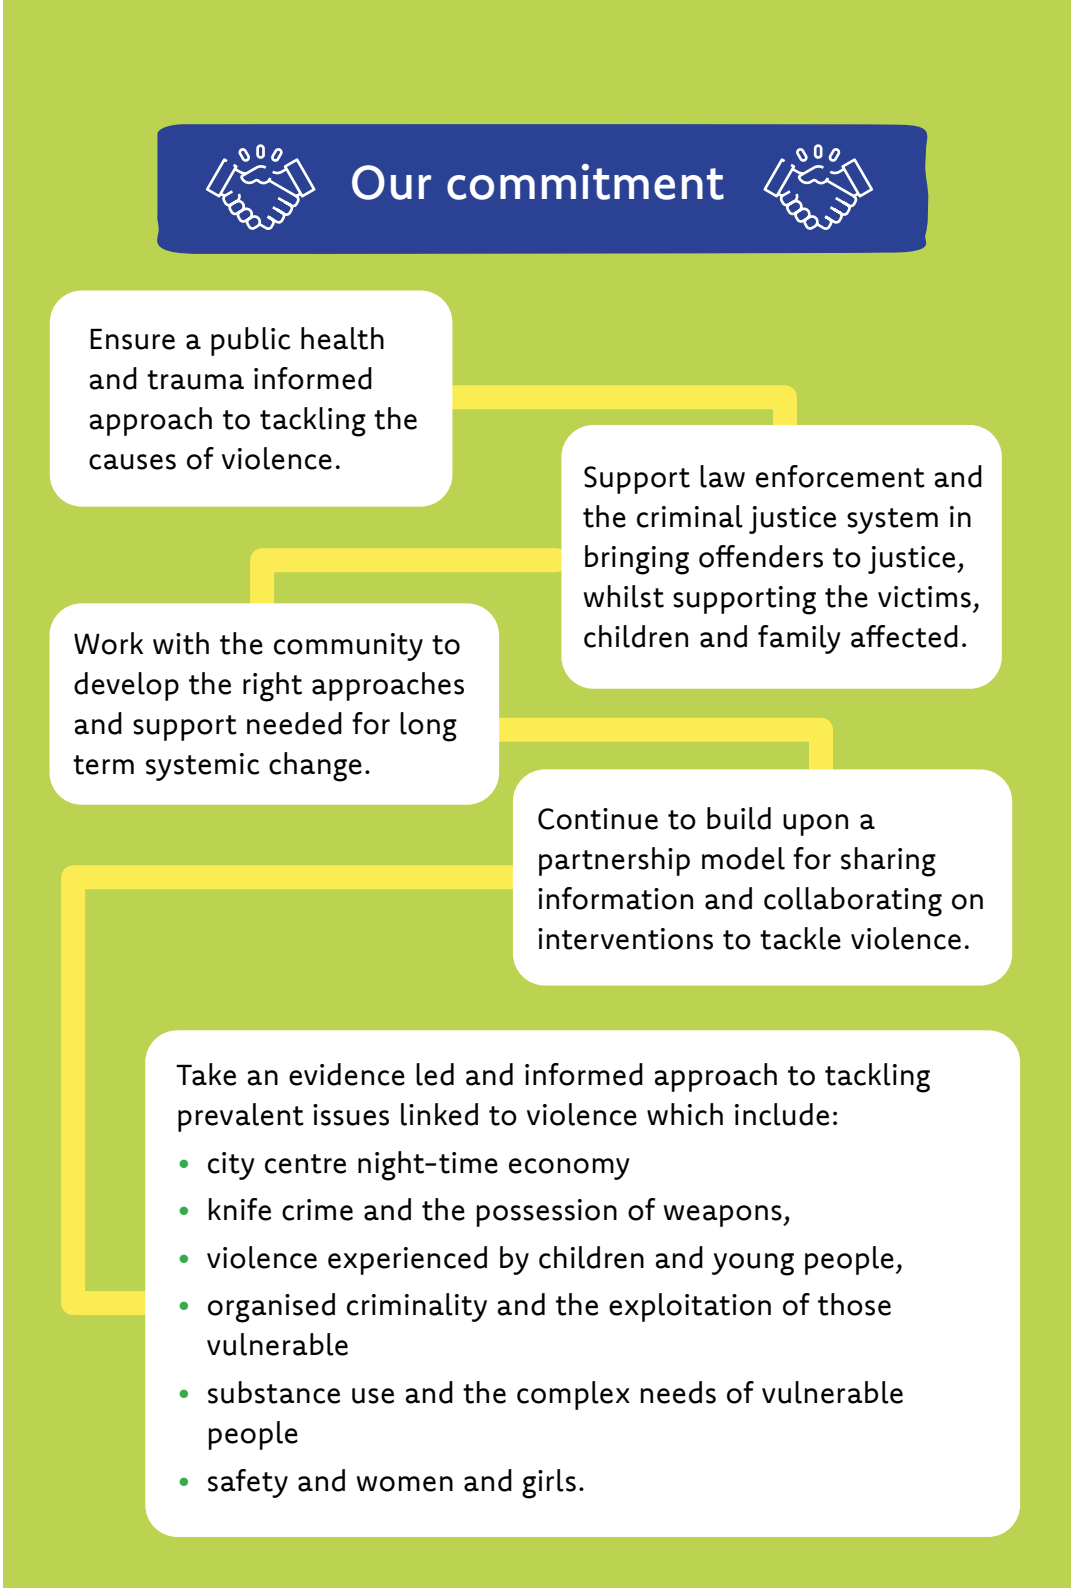 Our commitment
Ensure a public health
and trauma informed
approach to tackling the
causes of violence.
Support law enforcement and
the criminal justice system in
bringing offenders to justice,
whilst supporting the victims,
children and family affected.
Work with the community to
develop the right approaches
and support needed for long
term systemic change.
Continue to build upon a
partnership model for sharing
information and collaborating on
interventions to tackle violence.
Take an evidence led and informed approach to tackling
prevalent issues linked to violence which include:
• city centre night-time economy
• knife crime and the possession of weapons,
• violence experienced by children and young people,
• organised criminality and the exploitation of those
vulnerable
• substance use and the complex needs of vulnerable
people
• safety and women and girls.